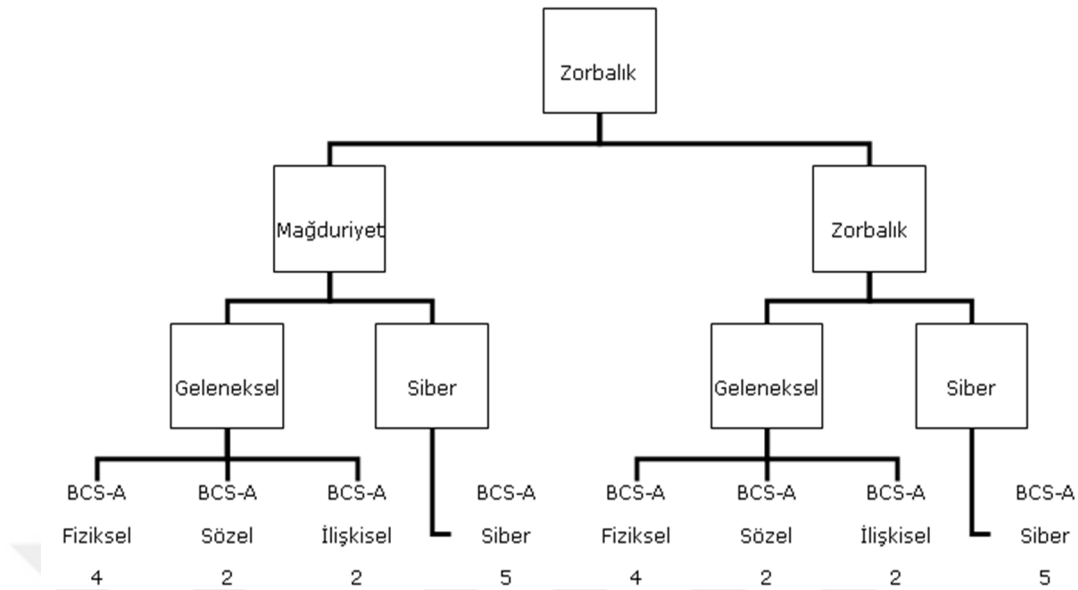 Zorbalık
Mağduriyet Zorbalık
Geleneksel Siber Geleneksel Siber
BCS-A BCS-A BCS-A BCS-A BCS-A BCS-A BCS-A BCS-A
Fiziksel Sözel İlişkisel Siber Fiziksel Sözel İlişkisel Siber
4 2 2 5 4 2 2 5